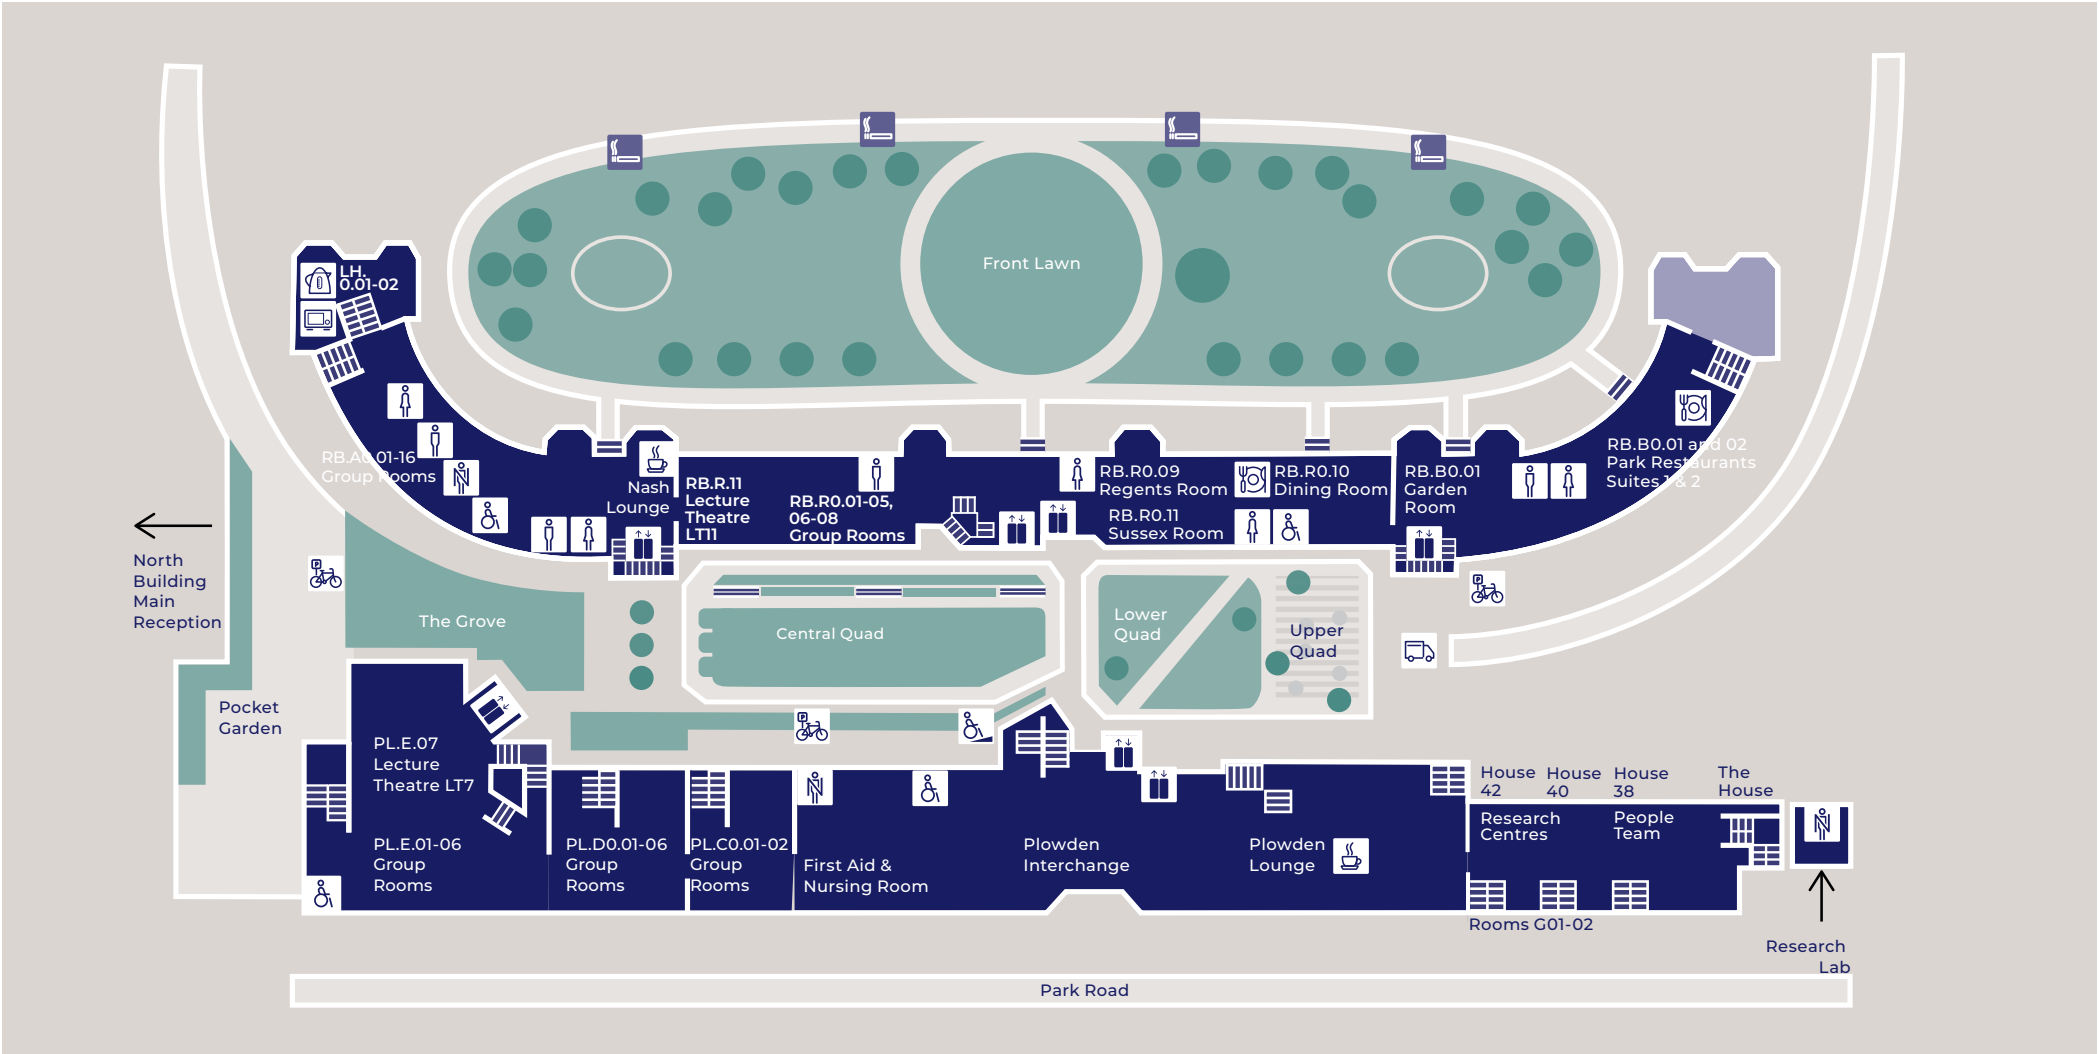 Front Lawn
LH.
0.01-02
RB.A0.01-16
Group Rooms
Nash
Lounge
RB.R.11
Lecture
Theatre
LT11
RB.R0.01-05,
06-08
Group Rooms
RB.R0.09
Regents Room
RB.R0.10
Dining Room
RB.R0.11
Sussex Room
RB.B0.01
Garden
Room
RB.B0.01 and 02
Park Restaurants
Suites 1 & 2
North
Building
Main
Reception
P
The Grove
Central Quad
Lower
Quad
Upper
Quad
P
Pocket
Garden
P
PL.E.07
Lecture
Theatre LT7
PL.E.01-06
Group
Rooms
PL.D0.01-06
Group
Rooms
PL.C0.01-02
Group
Rooms
First Aid &
Nursing Room
Plowden
Interchange
Plowden
Lounge
House
42
House
40
House
38
The
House
Research
Centres
People
Team
Rooms G01-02
Research
Lab
Park Road